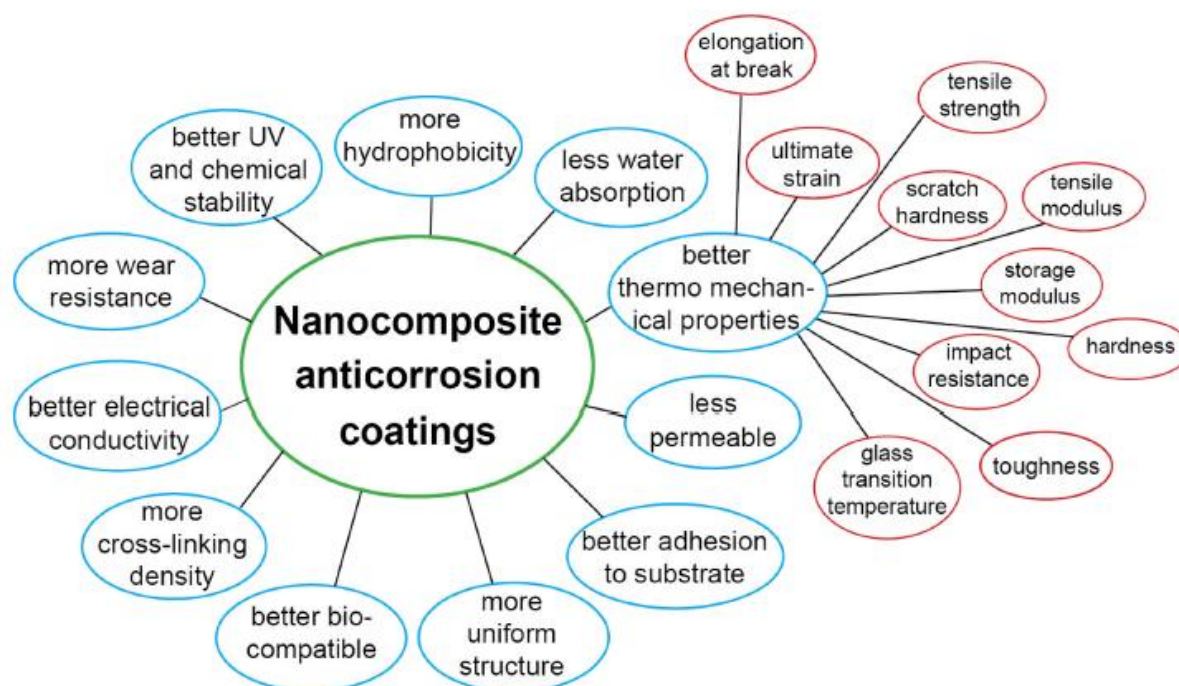 elongation
at break
tensile
strength
more
hydrophobicity
better UV
and chemical
stability
less water
absorption
ultimate
strain
scratch
hardness
tensile
modulus
more wear
resistance
better
thermo mechan-
ical properties
storage
modulus
Nanocomposite
anticorrosion
coatings
hardness
impact
resistance
better electrical
conductivity
less
permeable
glass
transition
temperature
toughness
more
cross-linking
density
better adhesion
to substrate
better bio-
compatible
more
uniform
structure